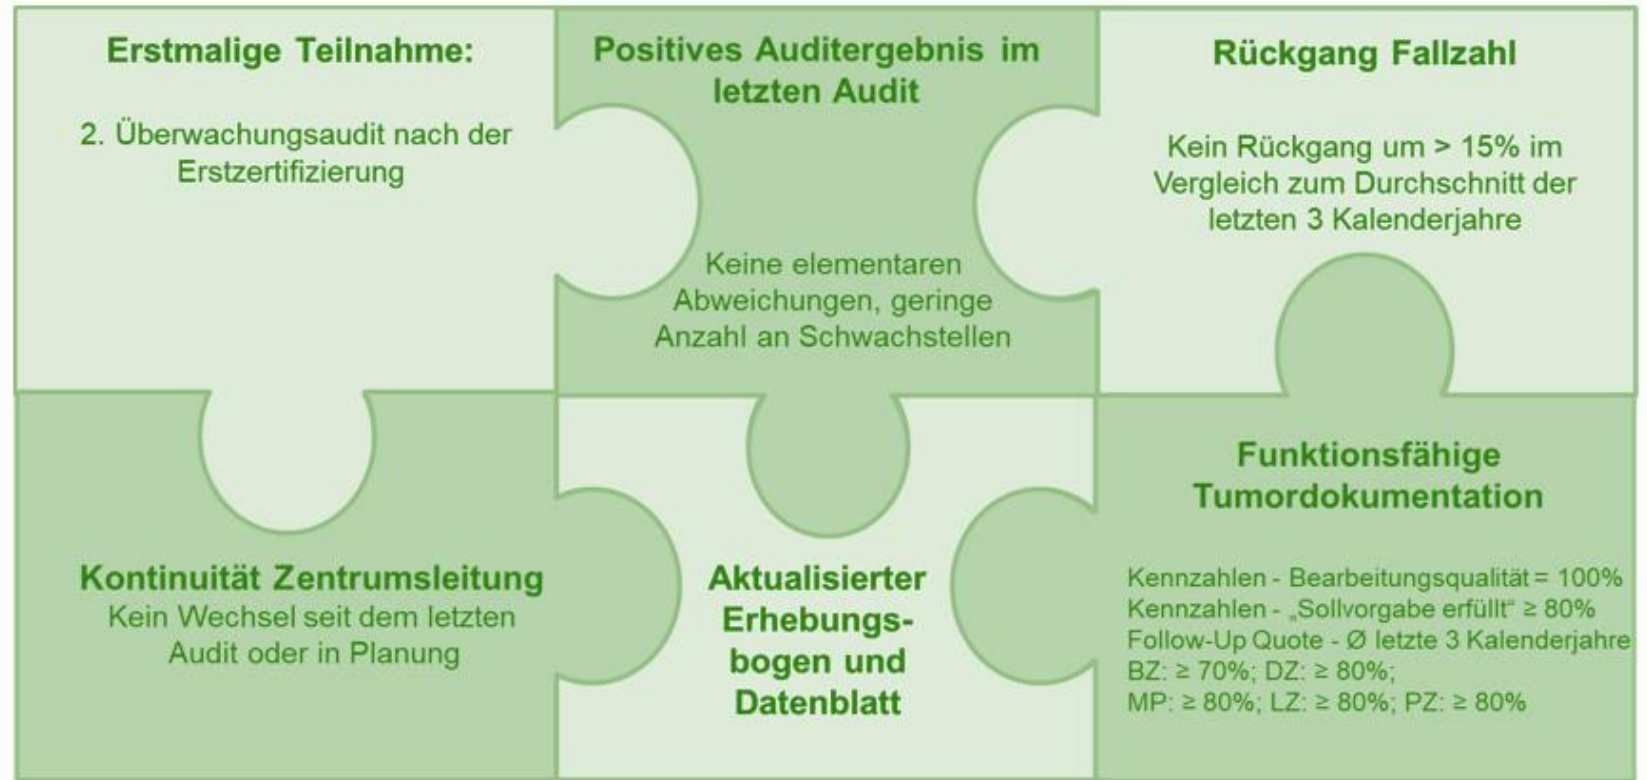 Erstmalige Teilnahme:
2. Überwachungsaudit nach der
Erstzertifizierung
Positives Auditergebnis im
letzten Audit
Keine elementaren
Abweichungen, geringe
Anzahl an Schwachstellen
Rückgang Fallzahl
Kein Rückgang um > 15% im
Vergleich zum Durchschnitt der
letzten 3 Kalenderjahre
Kontinuität Zentrumsleitung
Kein Wechsel seit dem letzten
Audit oder in Planung
Aktualisierter
Erhebungs-
bogen und
Datenblatt
Funktionsfähige
Tumordokumentation
Kennzahlen - Bearbeitungsqualität = 100%
Kennzahlen - „Sollvorgabe erfüllt“ ≥ 80%
Follow-Up Quote - Ø letzte 3 Kalenderjahre
BZ: ≥ 70%; DZ: ≥ 80%;
MP: ≥ 80%; LZ: ≥ 80%; PZ: ≥ 80%